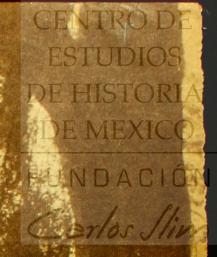 CENTRO DE
ESTUDIOS
DE HISTORIA
DE MEXICO
FUNDACIÓN
Carlos Slim